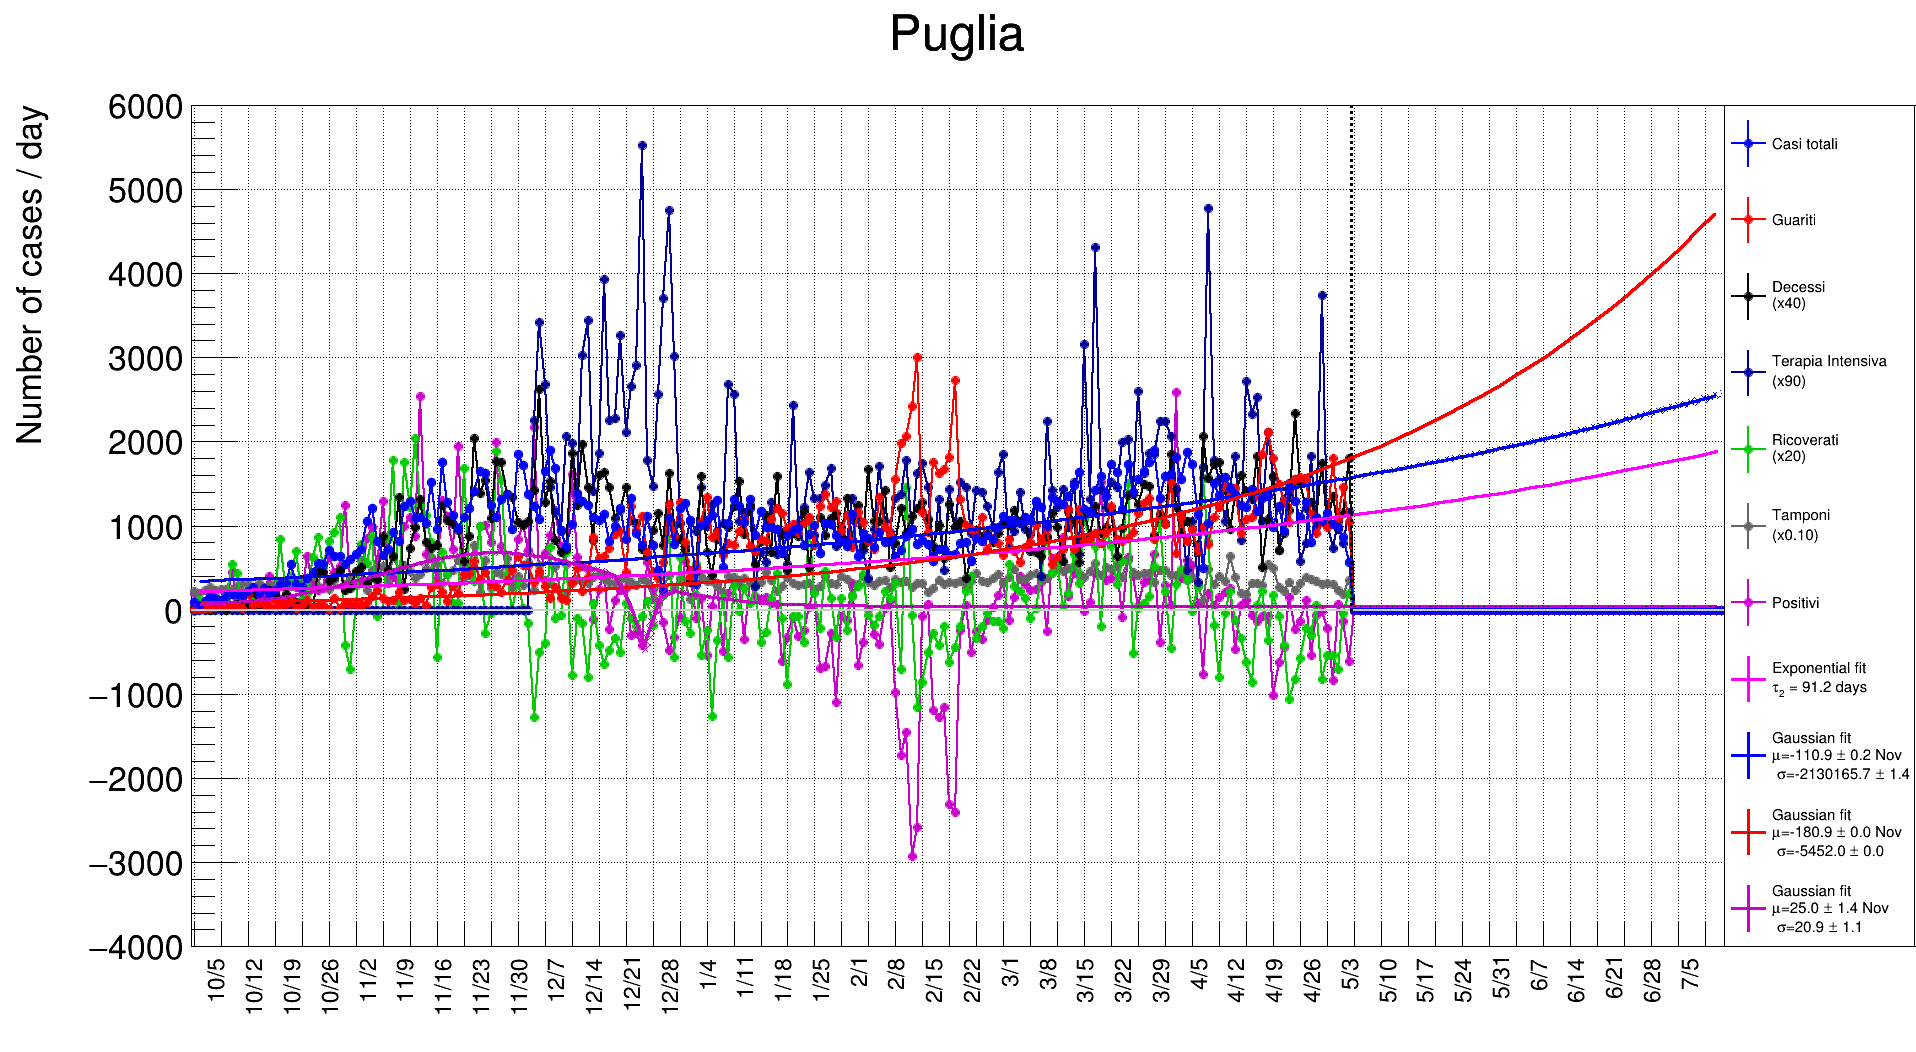 Puglia
Number of cases / day
6000
5000
4000
3000
2000
1000
0
−1000
−2000
−3000
−4000
10/5
10/12
10/19
10/26
11/2
11/9
11/16
11/23
11/30
12/7
12/14
12/21
12/28
1/4
1/11
1/18
1/25
2/1
2/8
2/15
2/22
3/1
3/8
3/15
3/22
3/29
4/5
4/12
4/19
4/26
5/3
5/10
5/17
5/24
5/31
6/7
6/14
6/21
6/28
7/5
Casi totali
Guariti
Decessi
(x40)
Terapia Intensiva
(x90)
Ricoverati
(x20)
Tamponi
(x0.10)
Positivi
Exponential fit
τ2 = 91.2 days
Gaussian fit
μ=-110.9 ± 0.2 Nov
σ=-2130165.7 ± 1.4
Gaussian fit
μ=-180.9 ± 0.0 Nov
σ=-5452.0 ± 0.0
Gaussian fit
μ=25.0 ± 1.4 Nov
σ=20.9 ± 1.1